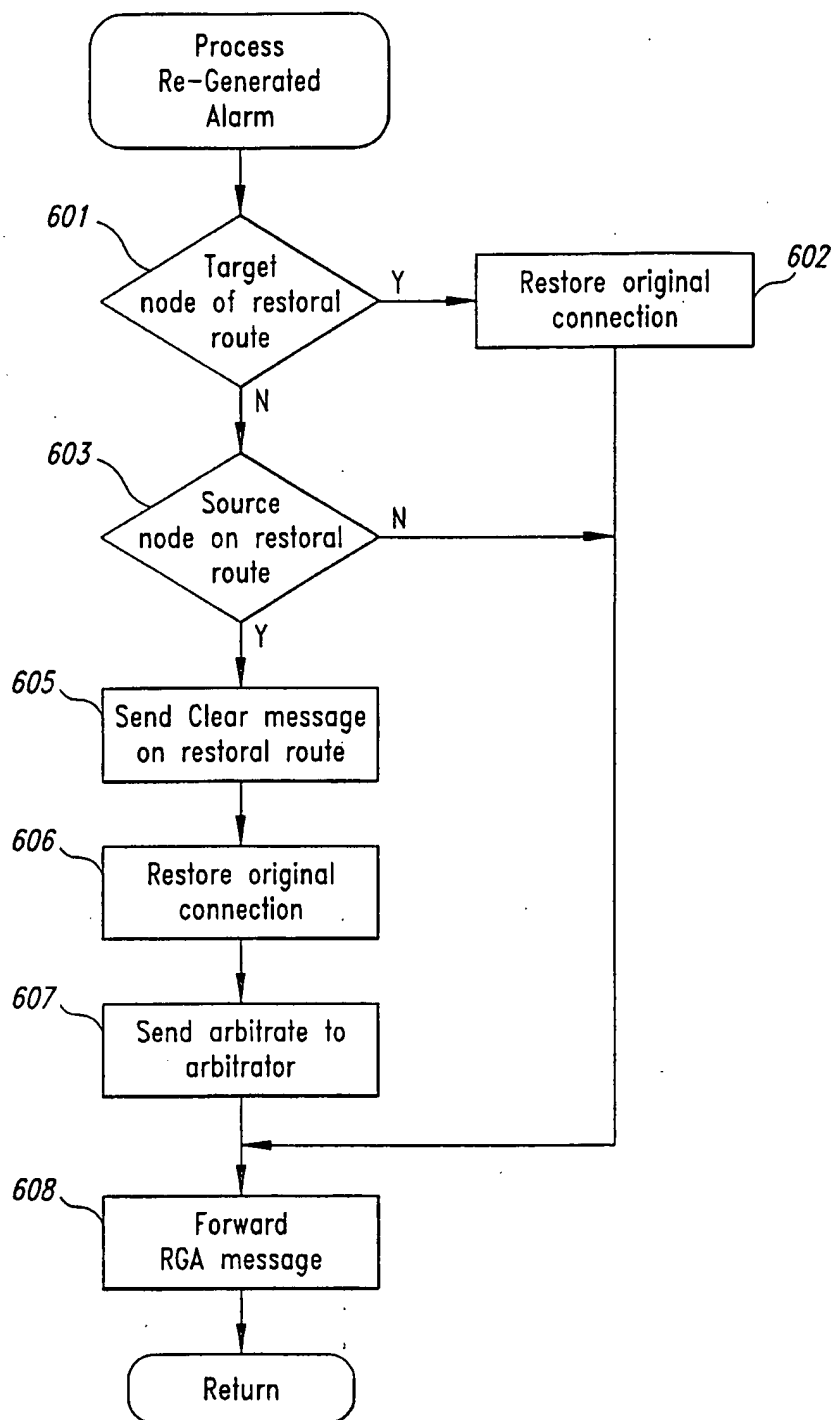 Process
Re-Generated
Alarm
601
Target
node of restoral
route
Y
Restore original
connection
602
N
603
Source
node on restoral
route
N
Y
605
Send Clear message
on restoral route
606
Restore original
connection
607
Send arbitrate to
arbitrator
608
Forward
RGA message
Return